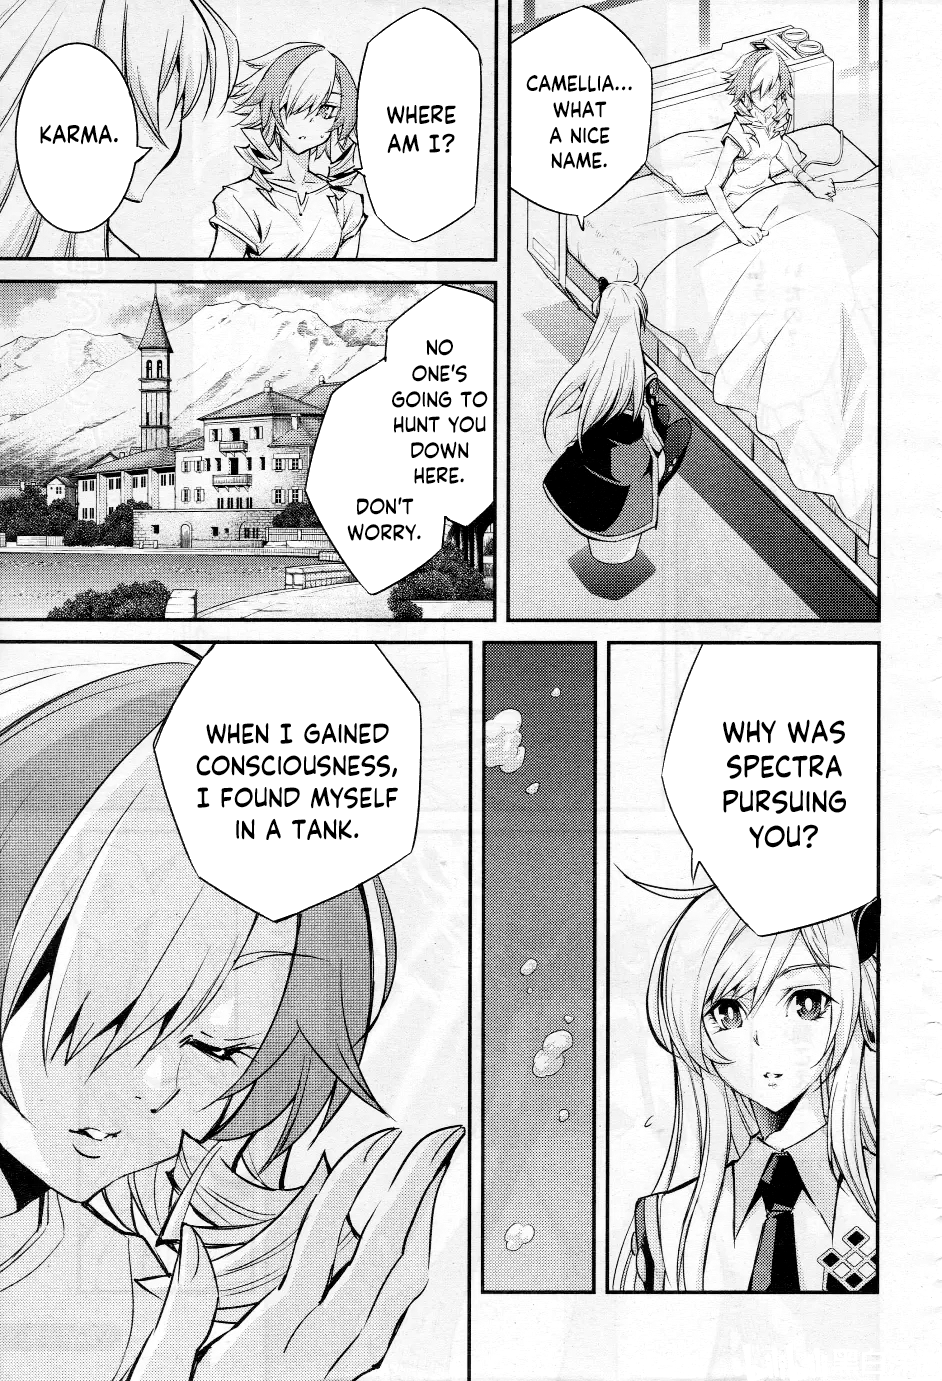 CAMELLIA...
WHAT
A NICE
NAME.
WHERE
AM I?
KARMA.
NO
ONE'S
GOING TO
HUNT YOU
DOWN
HERE.
DON'T
WORRY.
WHY WAS
SPECTRA
PURSUING
YOU?
WHEN I GAINED
CONSCIOUSNESS,
I FOUND MYSELF
IN A TANK.